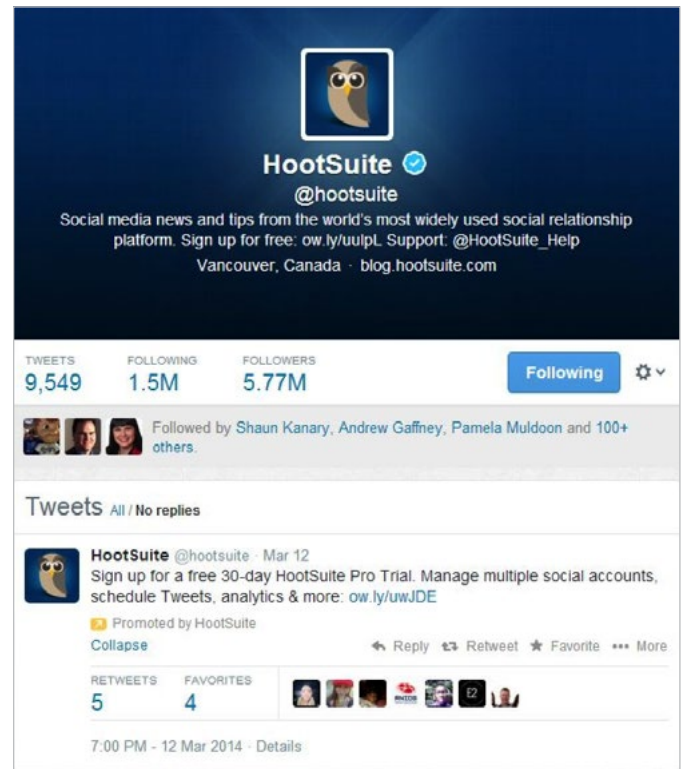 HootSuite
@hootsuite
Social media news and tips from the world's most widely used social relationship
platform. Sign up for free: ow.ly/uulpL Support: @HootSuite_Help
Vancouver, Canada · blog.hootsuite.com
TWEETS FOLLOWING FOLLOWERS
9,549 1.5M 5.77M Following
Followed by Shaun Kanary, Andrew Gaffney, Pamela Muldoon and 100+
others.
Tweets All / No replies
HootSuite @hootsuite · Mar 12
Sign up for a free 30-day HootSuite Pro Trial. Manage multiple social accounts,
schedule Tweets, analytics & more: ow.ly/uwJDE
Promoted by HootSuite
Collapse Reply Retweet Favorite More
RETWEETS FAVORITES
5 4 E2
7:00 PM - 12 Mar 2014 · Details